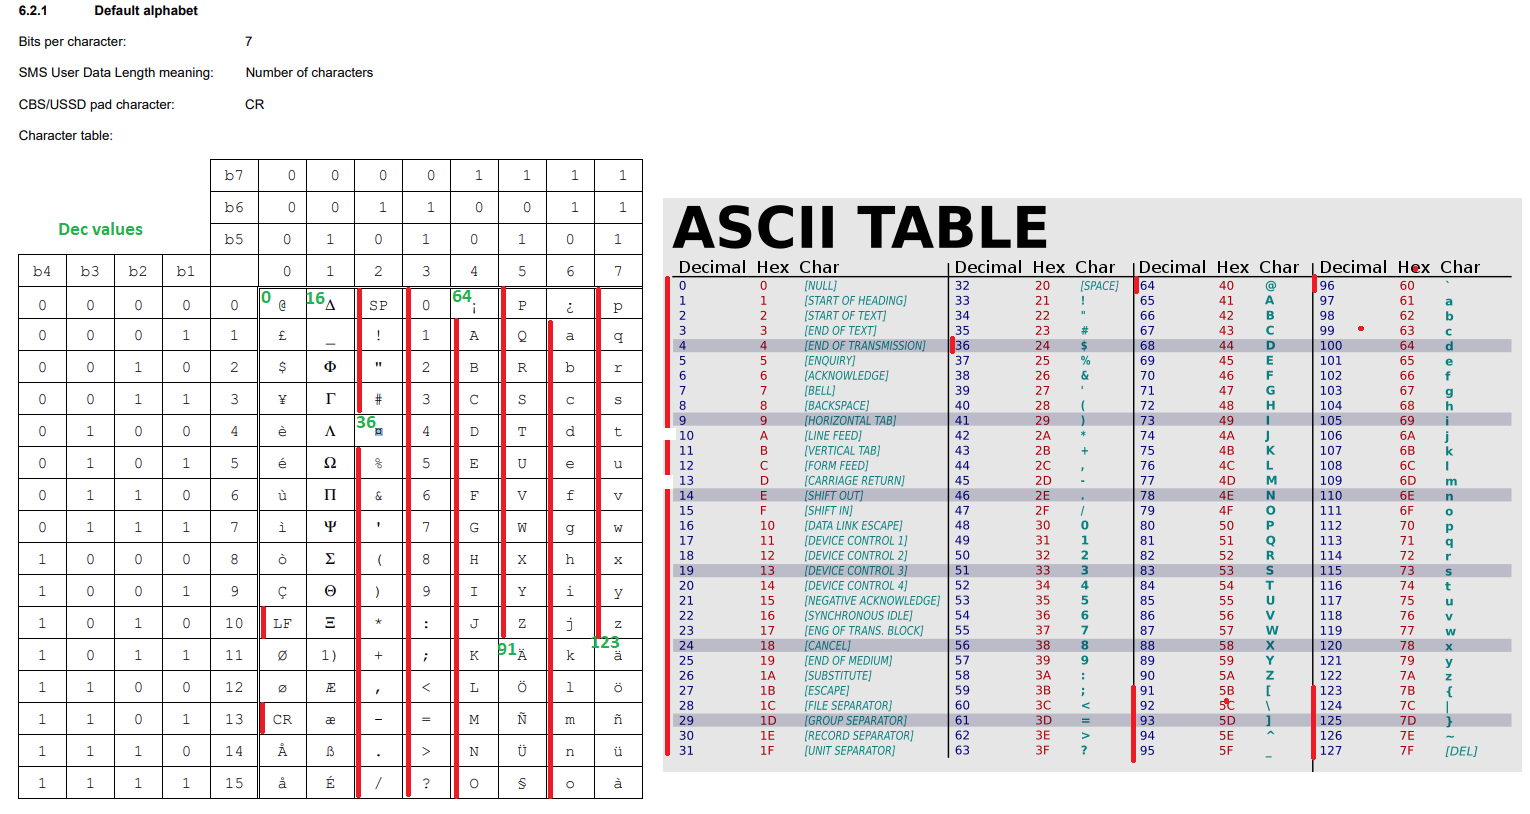 6.2.1 Default alphabet
Bits per character: 7
SMS User Data Length meaning: Number of characters
CBS/USSD pad character: CR
Character table:
b7 0 0 0 0 1 1 1 1
b6 0 0 1 1 0 0 1 1
Dec values
b5 0 1 0 1 0 1 0 1
b4 b3 b2 b1 0 1 2 3 4 5 6 7
0 16 64
0 0 0 0 0 @ Δ SP 0 ¡ P ¿ p
0 0 0 1 1 £ _ ! 1 A Q a q
0 0 1 0 2 $ Φ " 2 B R b r
0 0 1 1 3 ¥ Γ # 3 C S c s
36
0 1 0 0 4 è Λ ¤ 4 D T d t
0 1 0 1 5 é Ω % 5 E U e u
0 1 1 0 6 ù Π & 6 F V f v
0 1 1 1 7 ì Ψ ' 7 G W g w
1 0 0 0 8 ò Σ ( 8 H X h x
1 0 0 1 9 Ç Θ ) 9 I Y i y
1 0 1 0 10 LF Ξ * : J Z j z
91 123
1 0 1 1 11 Ø 1) + ; K Ä k ä
1 1 0 0 12 ø Æ , < L Ö l ö
1 1 0 1 13 CR æ - = M Ñ m ñ
1 1 1 0 14 Å ß . > N Ü n ü
1 1 1 1 15 å É / ? O § o à
ASCII TABLE
Decimal Hex Char Decimal Hex Char Decimal Hex Char Decimal Hex Char
0 0 [NULL] 32 20 [SPACE] 64 40 @ 96 60 `
1 1 [START OF HEADING] 33 21 ! 65 41 A 97 61 a
2 2 [START OF TEXT] 34 22 " 66 42 B 98 62 b
3 3 [END OF TEXT] 35 23 # 67 43 C 99 63 c
4 4 [END OF TRANSMISSION] 36 24 $ 68 44 D 100 64 d
5 5 [ENQUIRY] 37 25 % 69 45 E 101 65 e
6 6 [ACKNOWLEDGE] 38 26 & 70 46 F 102 66 f
7 7 [BELL] 39 27 ' 71 47 G 103 67 g
8 8 [BACKSPACE] 40 28 ( 72 48 H 104 68 h
9 9 [HORIZONTAL TAB] 41 29 ) 73 49 I 105 69 i
10 A [LINE FEED] 42 2A * 74 4A J 106 6A j
11 B [VERTICAL TAB] 43 2B + 75 4B K 107 6B k
12 C [FORM FEED] 44 2C , 76 4C L 108 6C l
13 D [CARRIAGE RETURN] 45 2D - 77 4D M 109 6D m
14 E [SHIFT OUT] 46 2E . 78 4E N 110 6E n
15 F [SHIFT IN] 47 2F / 79 4F O 111 6F o
16 10 [DATA LINK ESCAPE] 48 30 0 80 50 P 112 70 p
17 11 [DEVICE CONTROL 1] 49 31 1 81 51 Q 113 71 q
18 12 [DEVICE CONTROL 2] 50 32 2 82 52 R 114 72 r
19 13 [DEVICE CONTROL 3] 51 33 3 83 53 S 115 73 s
20 14 [DEVICE CONTROL 4] 52 34 4 84 54 T 116 74 t
21 15 [NEGATIVE ACKNOWLEDGE] 53 35 5 85 55 U 117 75 u
22 16 [SYNCHRONOUS IDLE] 54 36 6 86 56 V 118 76 v
23 17 [ENG OF TRANS. BLOCK] 55 37 7 87 57 W 119 77 w
24 18 [CANCEL] 56 38 8 88 58 X 120 78 x
25 19 [END OF MEDIUM] 57 39 9 89 59 Y 121 79 y
26 1A [SUBSTITUTE] 58 3A : 90 5A Z 122 7A z
27 1B [ESCAPE] 59 3B ; 91 5B [ 123 7B {
28 1C [FILE SEPARATOR] 60 3C < 92 5C \ 124 7C |
29 1D [GROUP SEPARATOR] 61 3D = 93 5D ] 125 7D }
30 1E [RECORD SEPARATOR] 62 3E > 94 5E ^ 126 7E ~
31 1F [UNIT SEPARATOR] 63 3F ? 95 5F _ 127 7F [DEL]